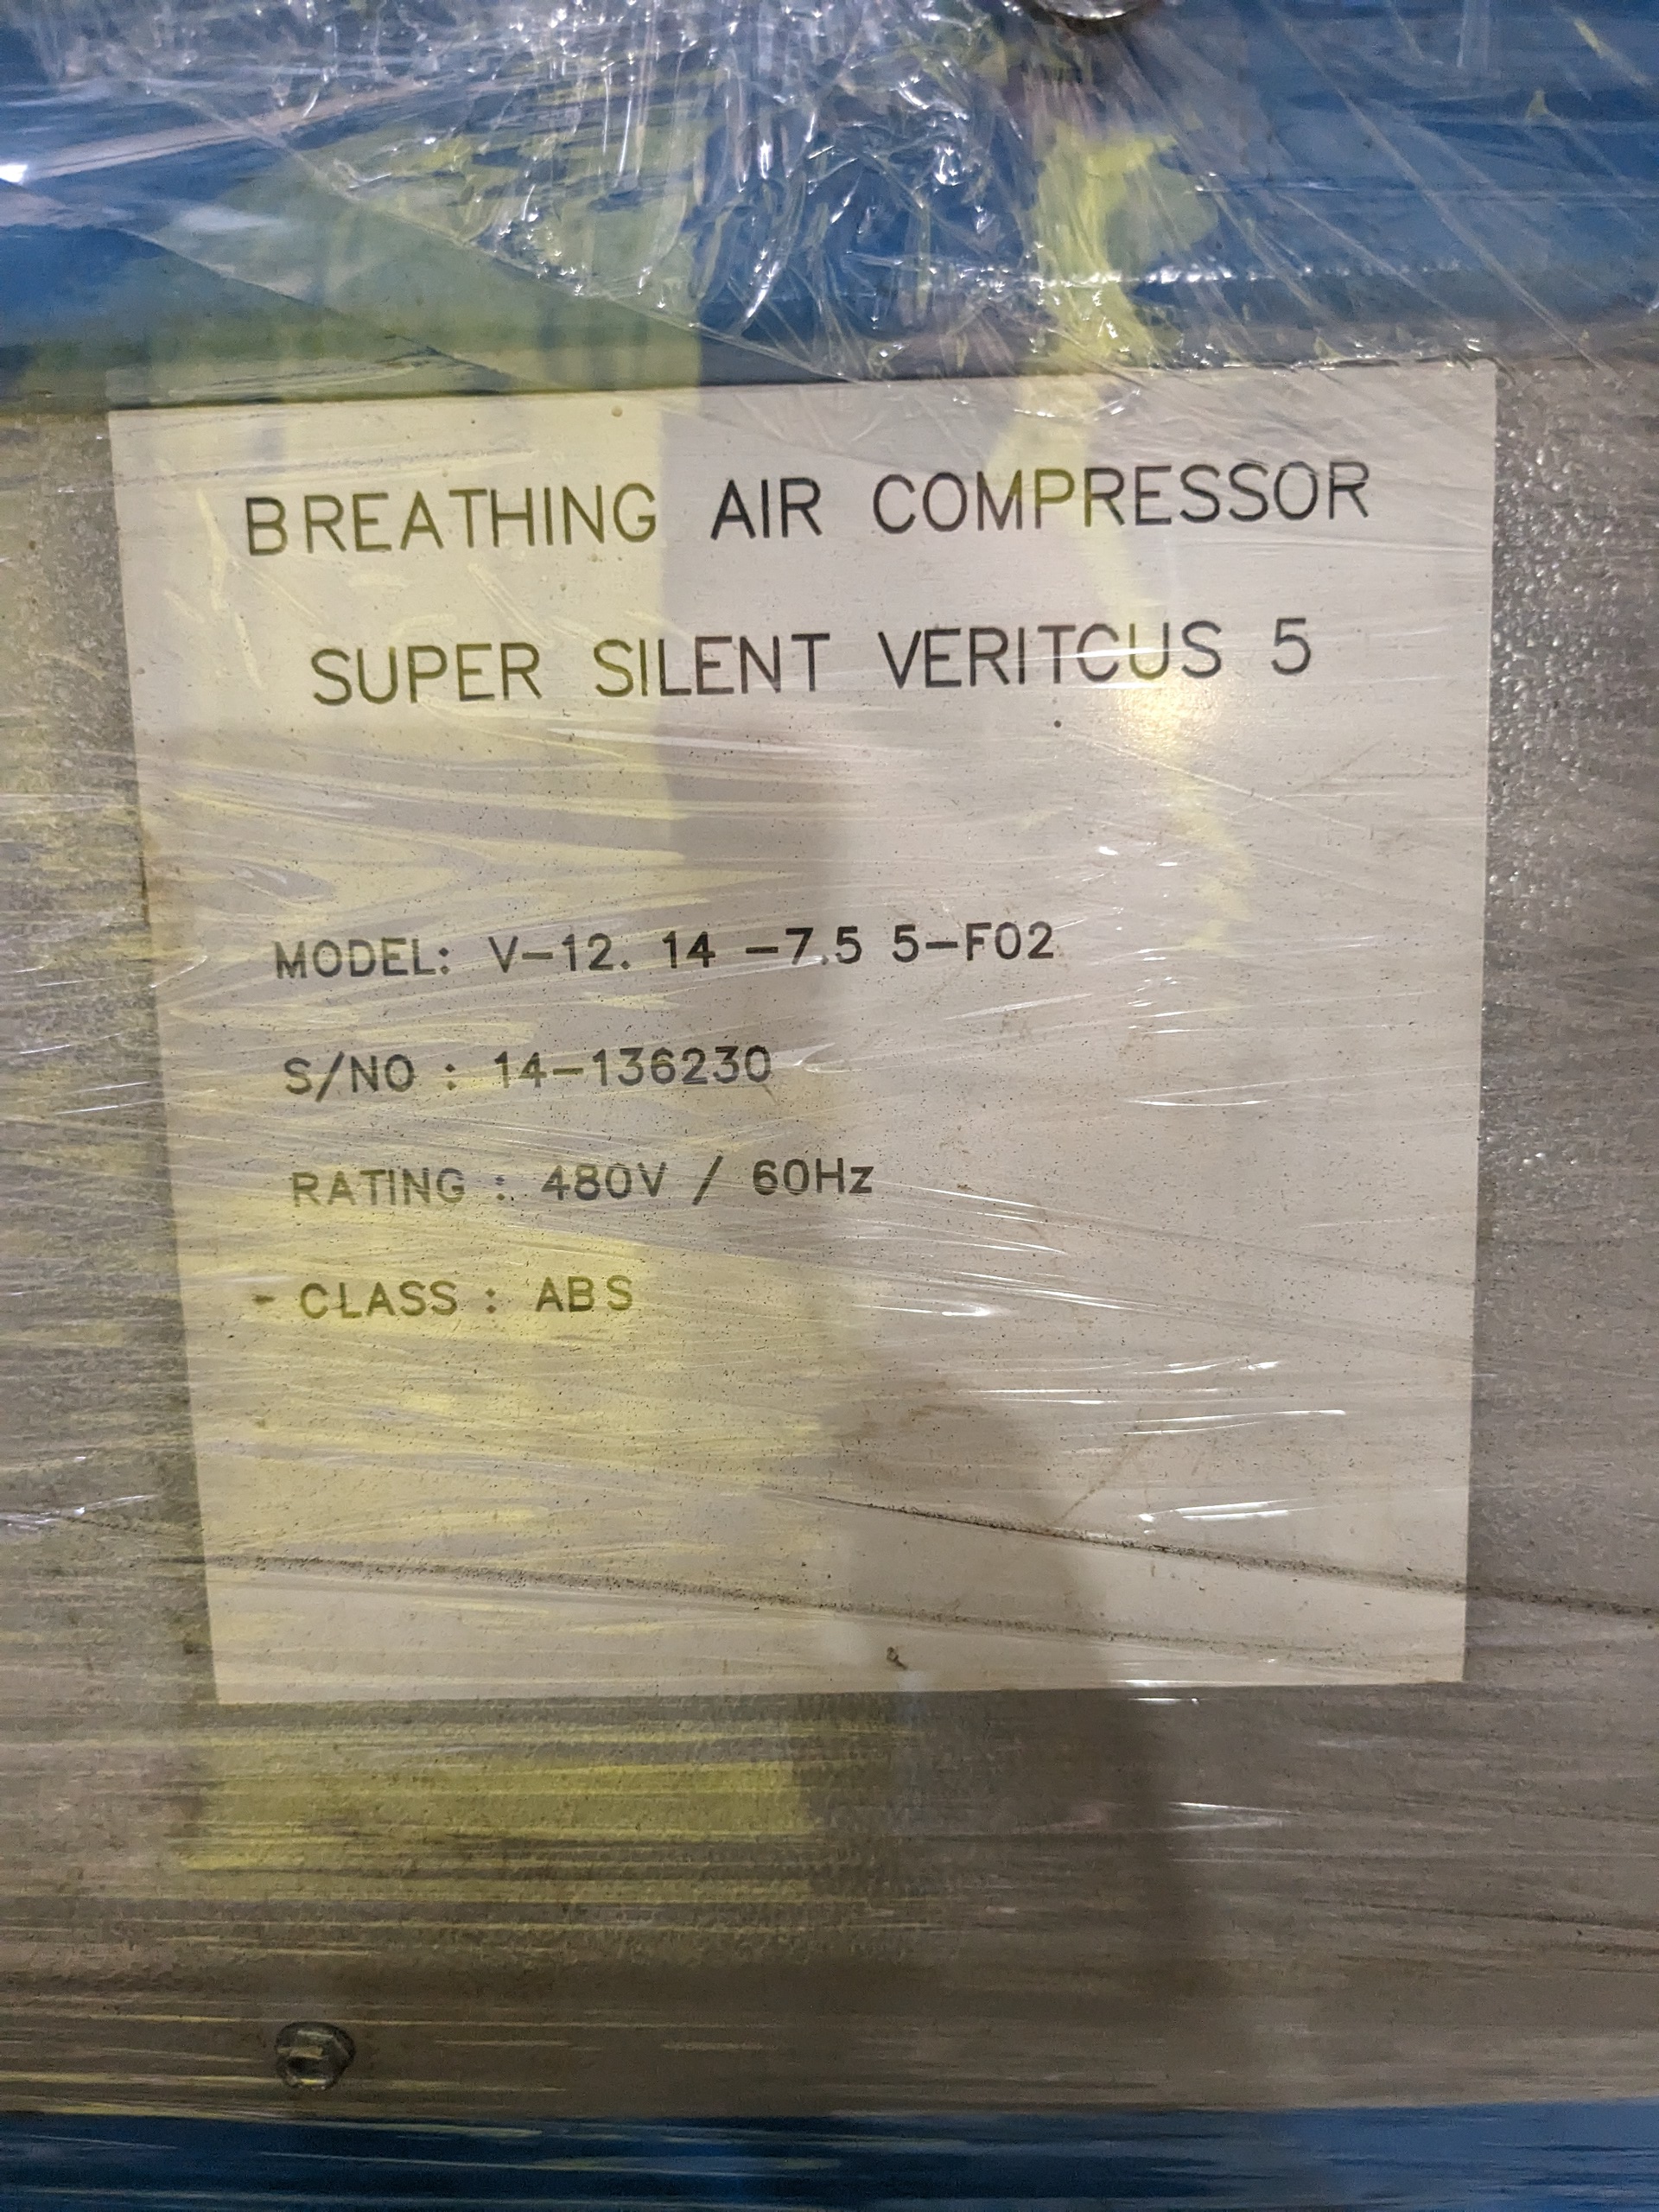 BREATHING AIR COMPRESSOR
SUPER SILENT VERITCUS 5
MODEL: V-12. 14 -7.5 5-F02
S/NO : 14-136230
RATING : 480V / 60Hz
- CLASS : ABS